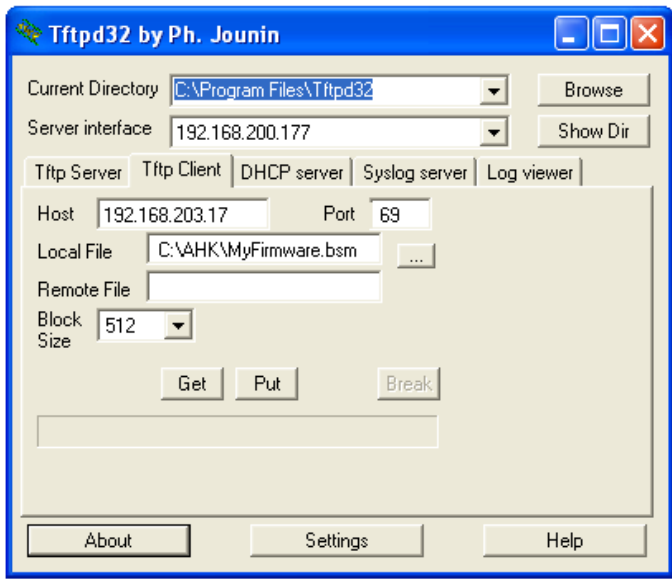 Tftpd32 by Ph. Jounin
Current Directory C:\Program Files\Tftpd32 Browse
Server interface 192.168.200.177 Show Dir
Tftp Server Tftp Client DHCP server Syslog server Log viewer
Host 192.168.203.17 Port 69
Local File C:\AHK\MyFirmware.bsm ...
Remote File
Block
Size 512
Get Put Break
About Settings Help